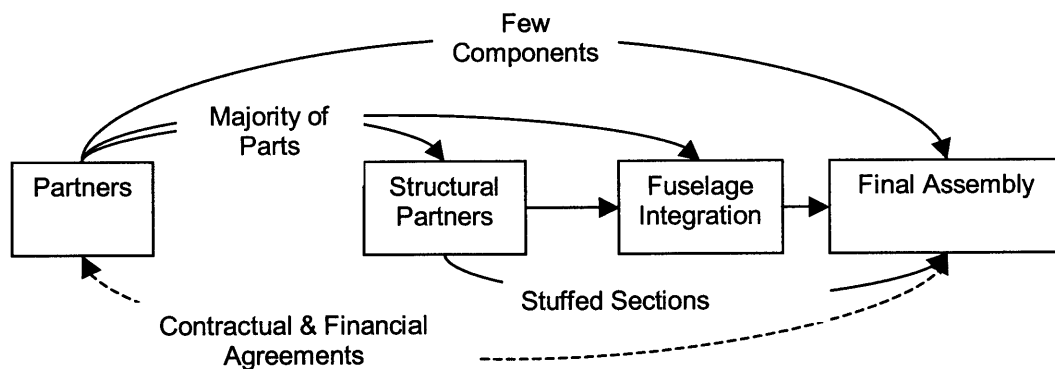 Few
Components
Majority of
Parts
Partners
Structural
Partners
Fuselage
Integration
Final Assembly
Stuffed Sections
Contractual & Financial
Agreements